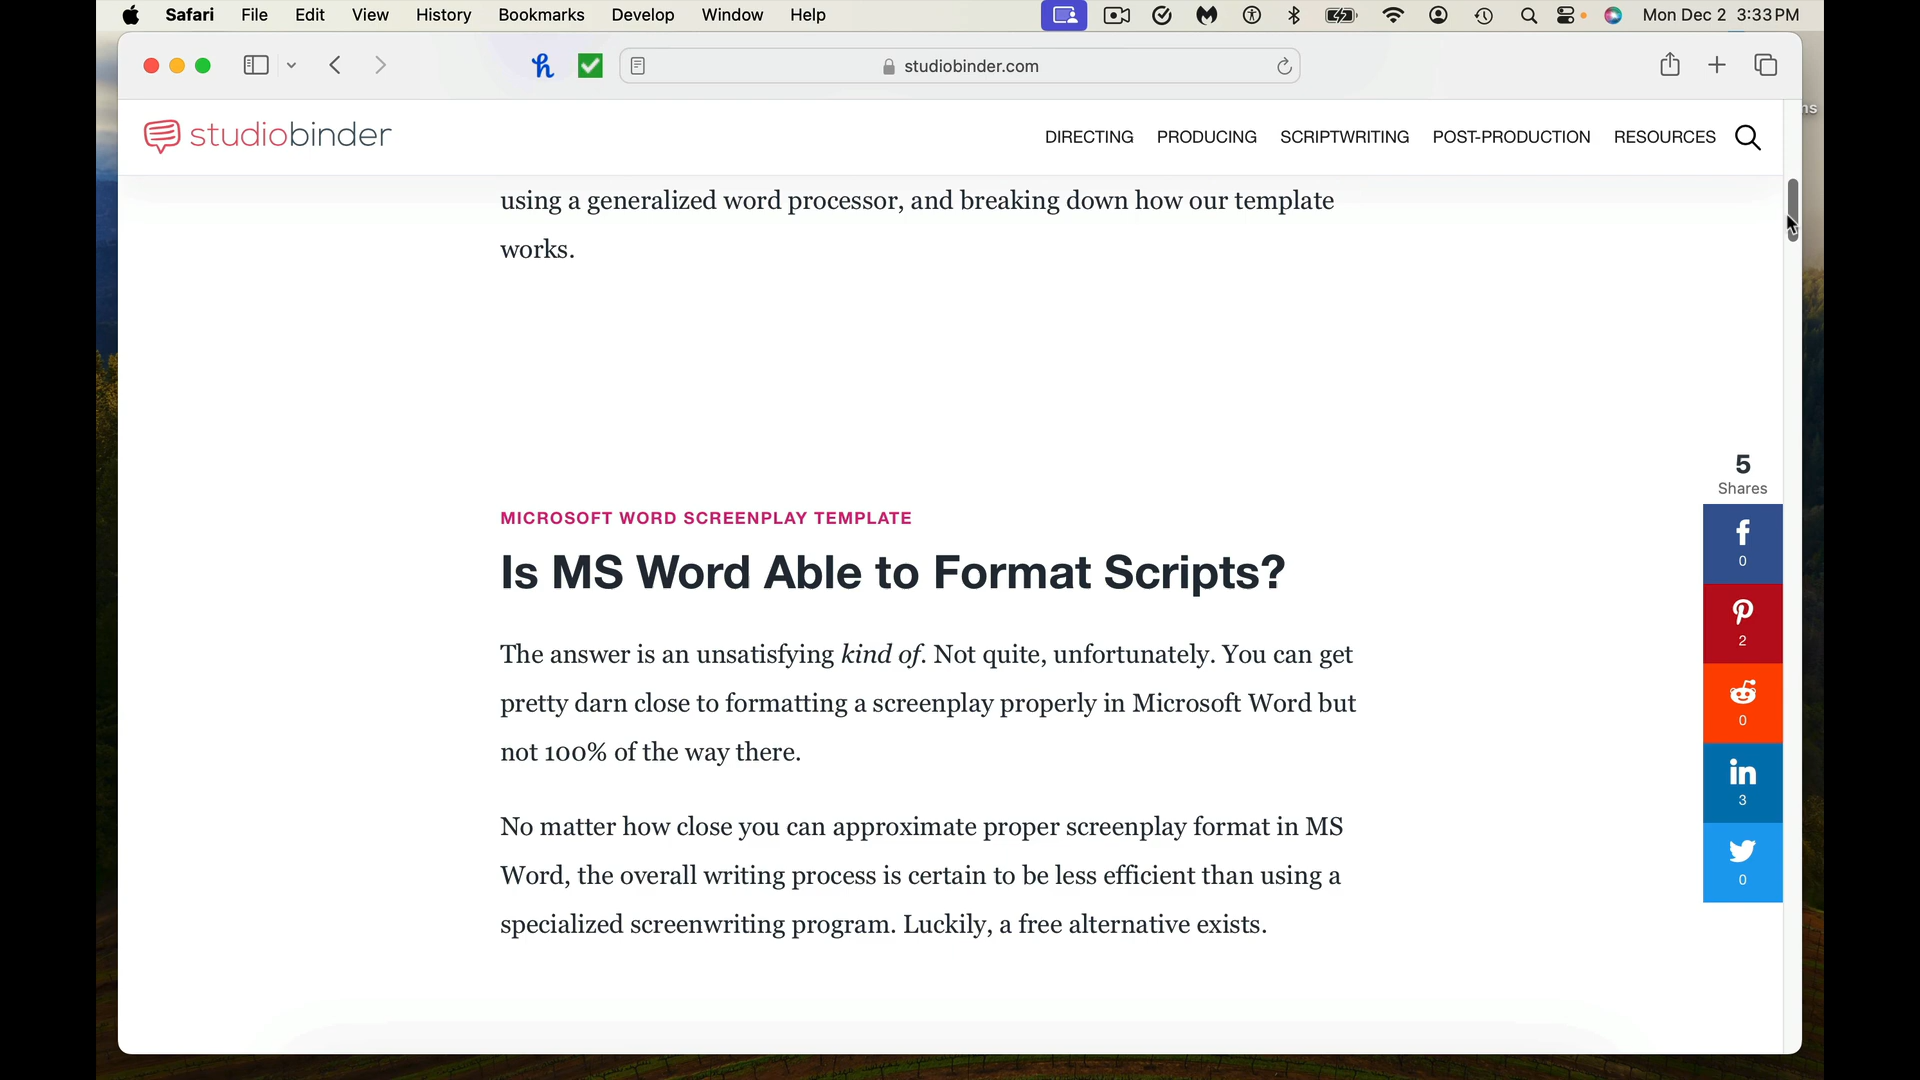 Safari File Edit View History Bookmarks Develop Window Help Mon Dec 2 3:33 PM
studiobinder.com
studiobinder DIRECTING PRODUCING SCRIPTWRITING POST-PRODUCTION RESOURCES
using a generalized word processor, and breaking down how our template
works.
MICROSOFT WORD SCREENPLAY TEMPLATE
Is MS Word Able to Format Scripts?
The answer is an unsatisfying kind of. Not quite, unfortunately. You can get
pretty darn close to formatting a screenplay properly in Microsoft Word but
not 100% of the way there.
No matter how close you can approximate proper screenplay format in MS
Word, the overall writing process is certain to be less efficient than using a
specialized screenwriting program. Luckily, a free alternative exists.
5
Shares
0
2
0
3
0